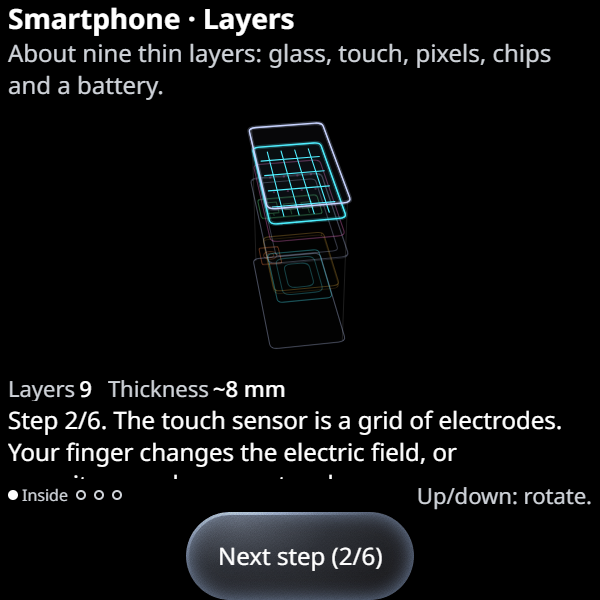 Smartphone · Layers
About nine thin layers: glass, touch, pixels, chips
and a battery.
Layers 9 Thickness ~8 mm
Step 2/6. The touch sensor is a grid of electrodes.
Your finger changes the electric field, or
Inside
Up/down: rotate.
Next step (2/6)